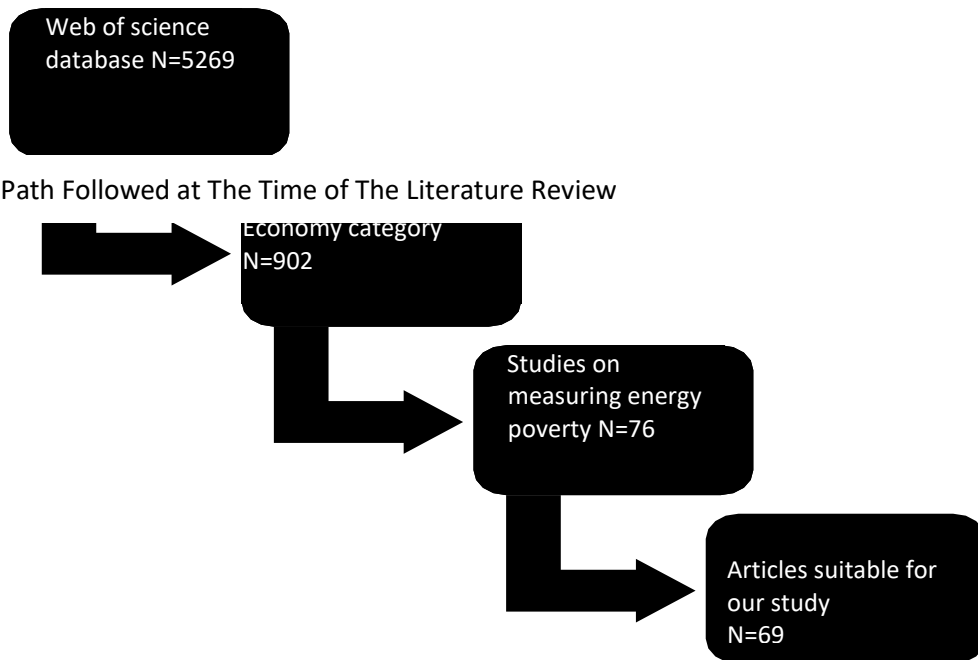 Web of science
database N=5269
Path Followed at The Time of The Literature Review
Economy category
N=902
Studies on
measuring energy
poverty N=76
Articles suitable for
our study
N=69